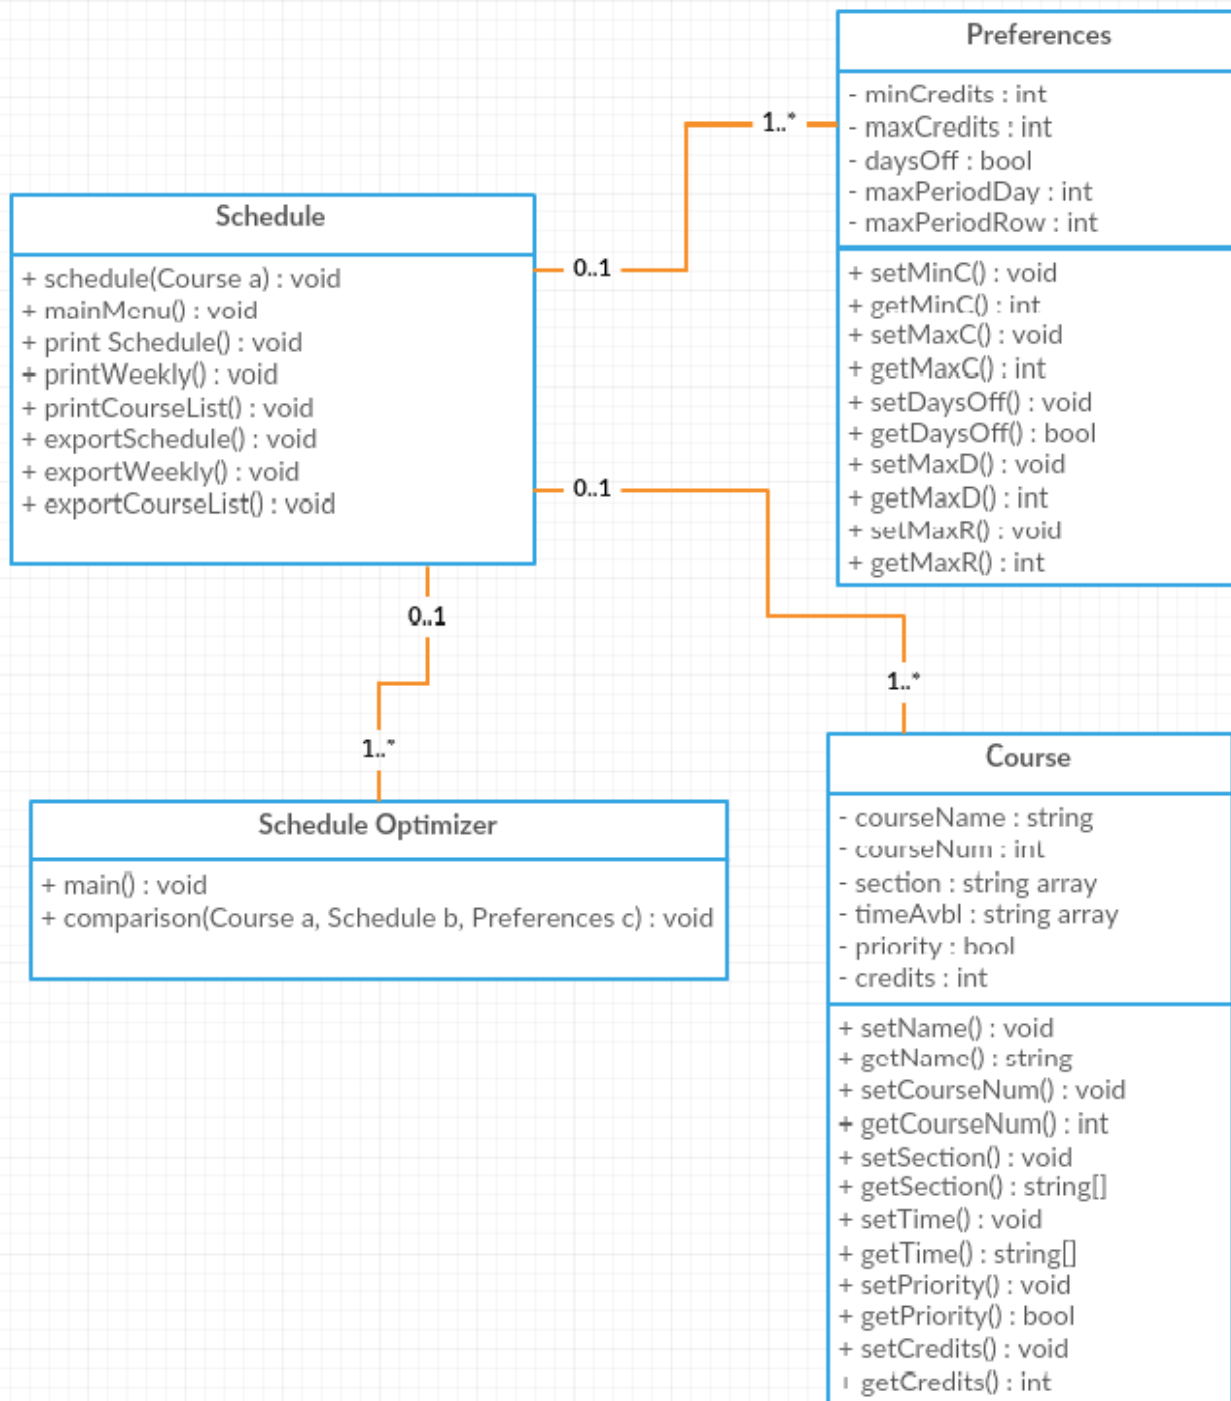 Preferences
- minCredits : int
- maxCredits : int
- daysOff : bool
- maxPeriodDay : int
- maxPeriodRow : int
+ setMinC() : void
+ getMinC() : int
+ setMaxC() : void
+ getMaxC() : int
+ setDaysOff() : void
+ getDaysOff() : bool
+ setMaxD() : void
+ getMaxD() : int
+ setMaxR() : void
+ getMaxR() : int
1..*
0..1
Schedule
+ schedule(Course a) : void
+ mainMenu() : void
+ print Schedule() : void
+ printWeekly() : void
+ printCourseList() : void
+ exportSchedule() : void
+ exportWeekly() : void
+ exportCourseList() : void
0..1
1..*
0..1
1..*
Schedule Optimizer
+ main() : void
+ comparison(Course a, Schedule b, Preferences c) : void
Course
- courseName : string
- courseNum : int
- section : string array
- timeAvbl : string array
- priority : bool
- credits : int
+ setName() : void
+ getName() : string
+ setCourseNum() : void
+ getCourseNum() : int
+ setSection() : void
+ getSection() : string[]
+ setTime() : void
+ getTime() : string[]
+ setPriority() : void
+ getPriority() : bool
+ setCredits() : void
+ getCredits() : int